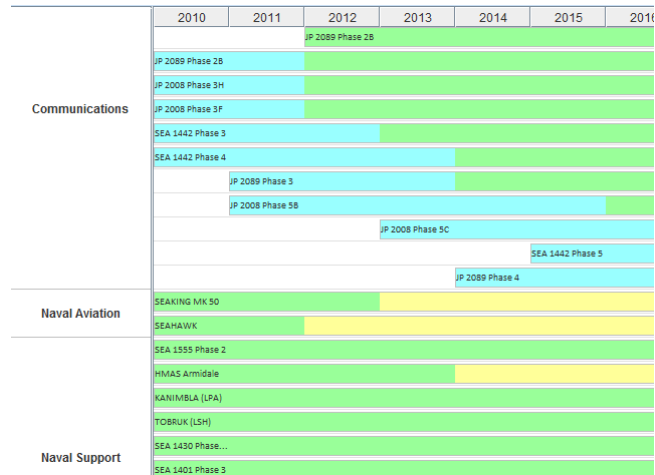 2010 2011 2012 2013 2014 2015 2016
JP 2089 Phase 2B
JP 2089 Phase 2B
JP 2008 Phase 3H
Communications
JP 2008 Phase 3F
SEA 1442 Phase 3
SEA 1442 Phase 4
JP 2089 Phase 3
JP 2008 Phase 5B
JP 2008 Phase 5C
SEA 1442 Phase 5
JP 2089 Phase 4
Naval Aviation
SEAKING MK 50
SEAHAWK
SEA 1555 Phase 2
HMAS Armidale
KANIMBLA (LPA)
TOBRUK (LSH)
Naval Support
SEA 1430 Phase...
SEA 1401 Phase 3